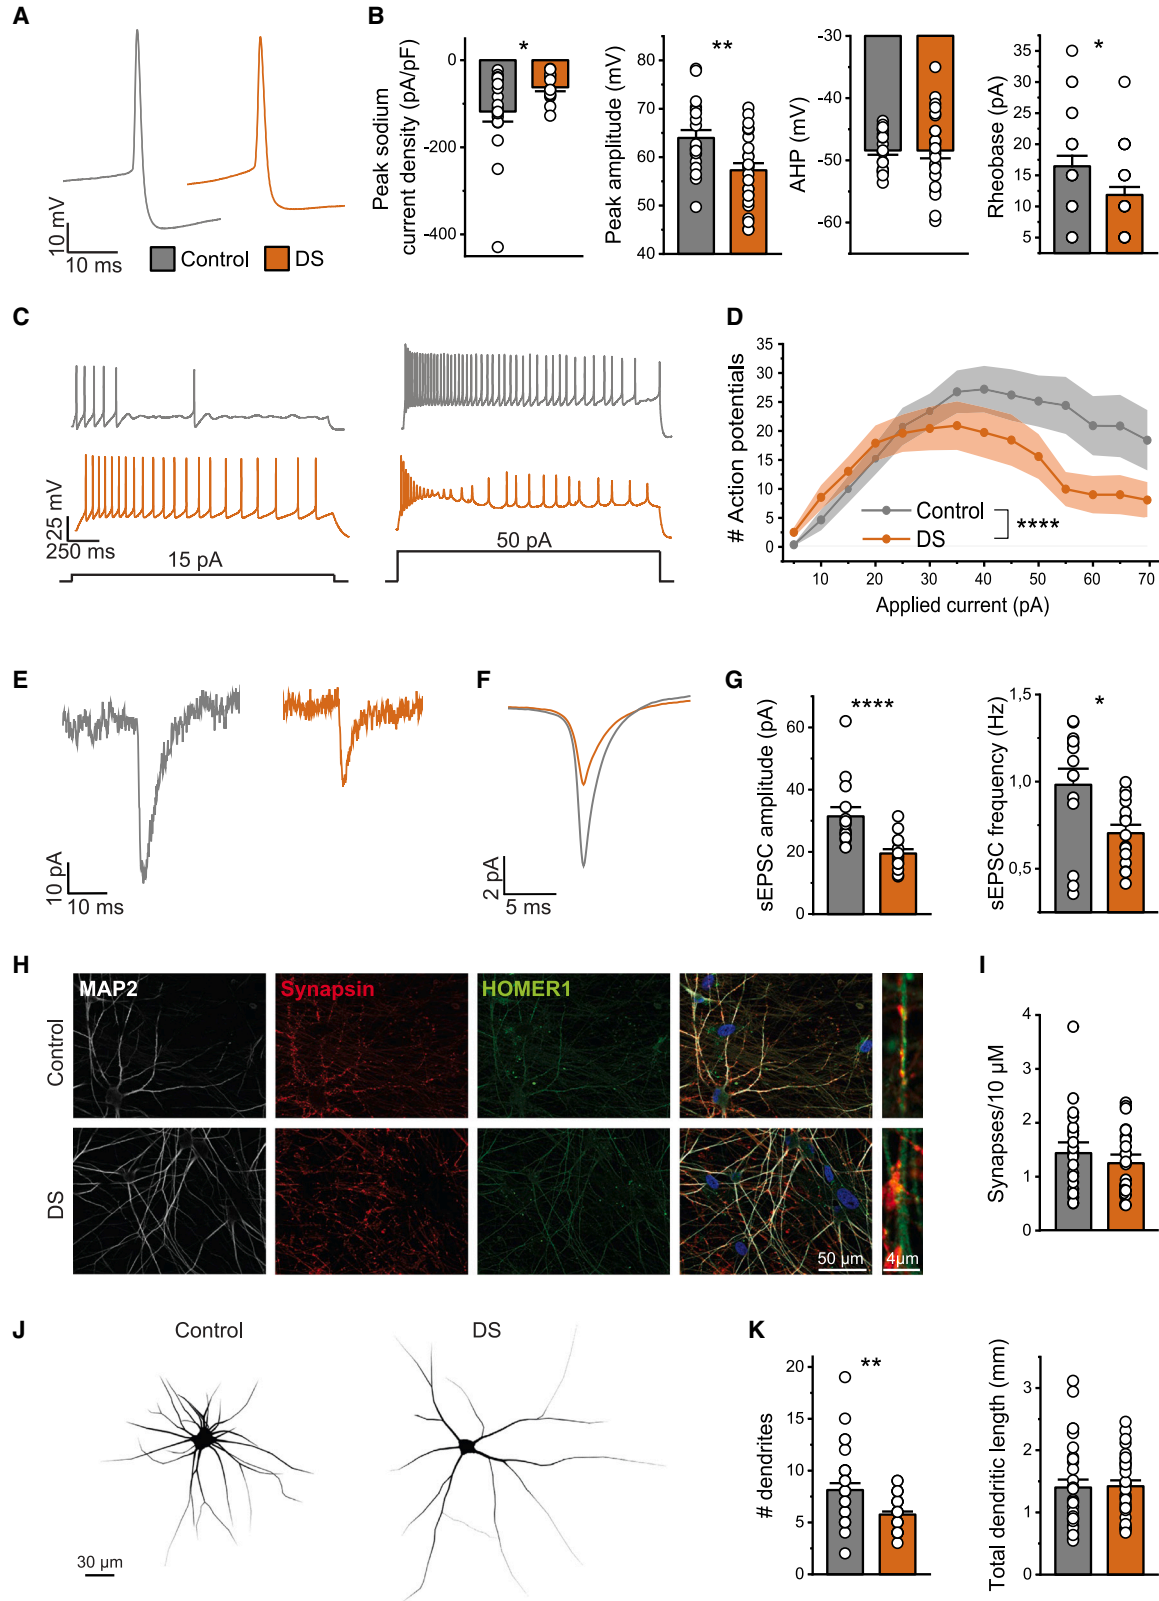 A
10 mV
10 ms
Control
DS
B
Peak sodium
current density (pA/pF)
0
-200
-400
*
Peak amplitude (mV)
80
70
60
50
40
**
AHP (mV)
-30
-40
-50
-60
Rheobase (pA)
35
30
25
20
15
10
5
*
C
25 mV
250 ms
15 pA
50 pA
D
# Action potentials
35
30
25
20
15
10
5
0
Control
DS
****
10 20 30 40 50 60 70
Applied current (pA)
E
10 pA
10 ms
F
2 pA
5 ms
G
sEPSC amplitude (pA)
60
40
20
0
****
sEPSC frequency (Hz)
1,5
1,0
0,5
*
H
MAP2
Synapsin
HOMER1
Control
DS
50 µm
4µm
I
Synapses/10 µM
4
3
2
1
0
J
Control
DS
30 µm
K
# dendrites
20
15
10
5
0
**
Total dendritic length (mm)
3
2
1
0